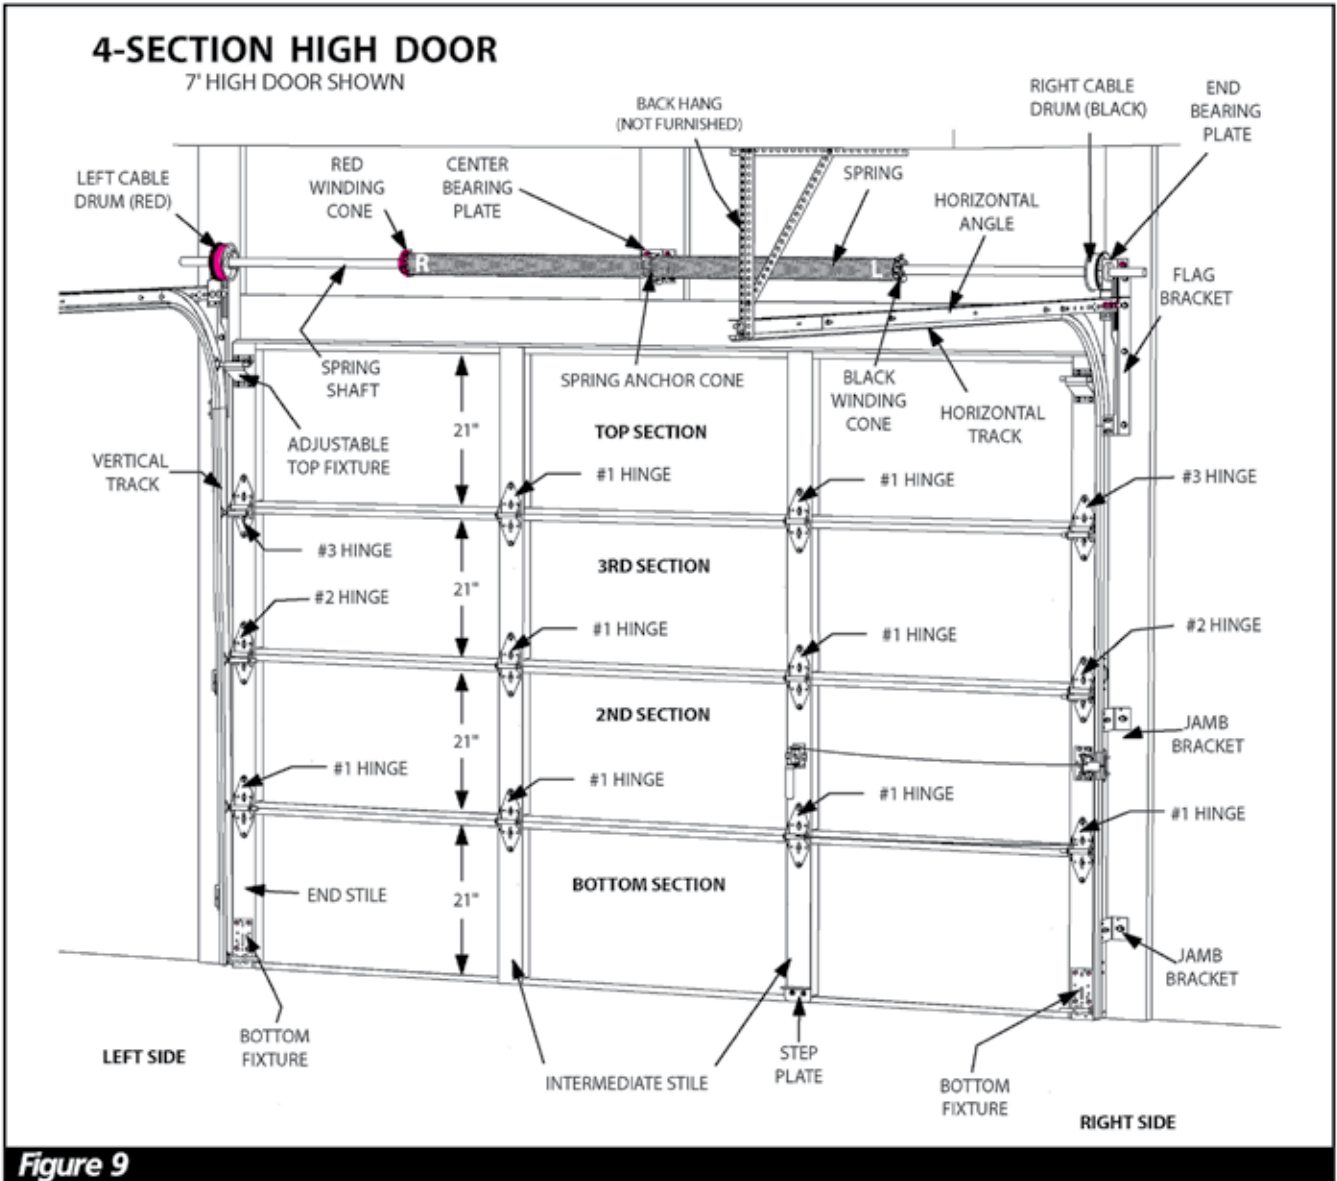 4-SECTION HIGH DOOR
7' HIGH DOOR SHOWN
BACK HANG
(NOT FURNISHED)
RIGHT CABLE
DRUM (BLACK)
END
BEARING
PLATE
LEFT CABLE
DRUM (RED)
RED
WINDING
CONE
CENTER
BEARING
PLATE
SPRING
HORIZONTAL
ANGLE
R
L
FLAG
BRACKET
SPRING
SHAFT
SPRING ANCHOR CONE
BLACK
WINDING
CONE
HORIZONTAL
TRACK
21"
TOP SECTION
ADJUSTABLE
TOP FIXTURE
VERTICAL
TRACK
#1 HINGE
#1 HINGE
#3 HINGE
#3 HINGE
3RD SECTION
21"
#2 HINGE
#1 HINGE
#1 HINGE
#2 HINGE
2ND SECTION
21"
JAMB
BRACKET
#1 HINGE
#1 HINGE
#1 HINGE
#1 HINGE
BOTTOM SECTION
END STILE
21"
JAMB
BRACKET
BOTTOM
FIXTURE
LEFT SIDE
INTERMEDIATE STILE
STEP
PLATE
BOTTOM
FIXTURE
RIGHT SIDE
Figure 9